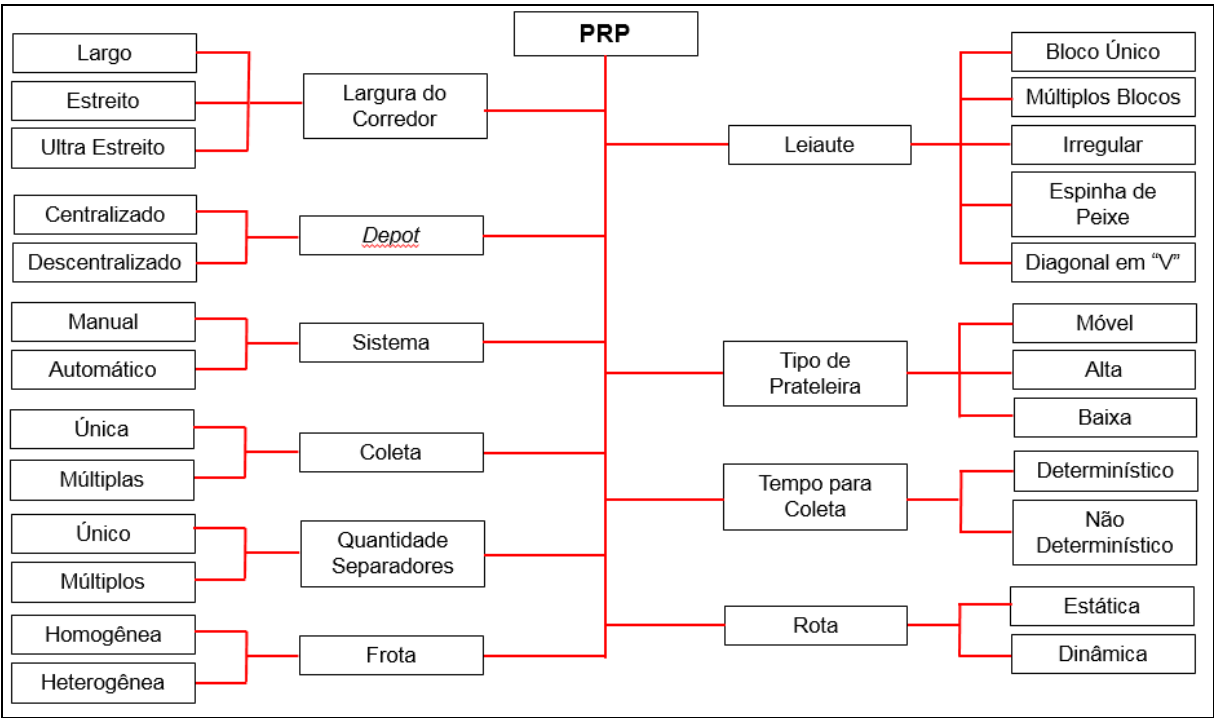 PRP
Largo
Estreito
Ultra Estreito
Largura do
Corredor
Centralizado
Descentralizado
Depot
Manual
Automático
Sistema
Única
Múltiplas
Coleta
Único
Múltiplos
Quantidade
Separadores
Homogênea
Heterogênea
Frota
Leiaute
Bloco Único
Múltiplos Blocos
Irregular
Espinha de
Peixe
Diagonal em “V”
Tipo de
Prateleira
Móvel
Alta
Baixa
Tempo para
Coleta
Determinístico
Não
Determinístico
Rota
Estática
Dinâmica